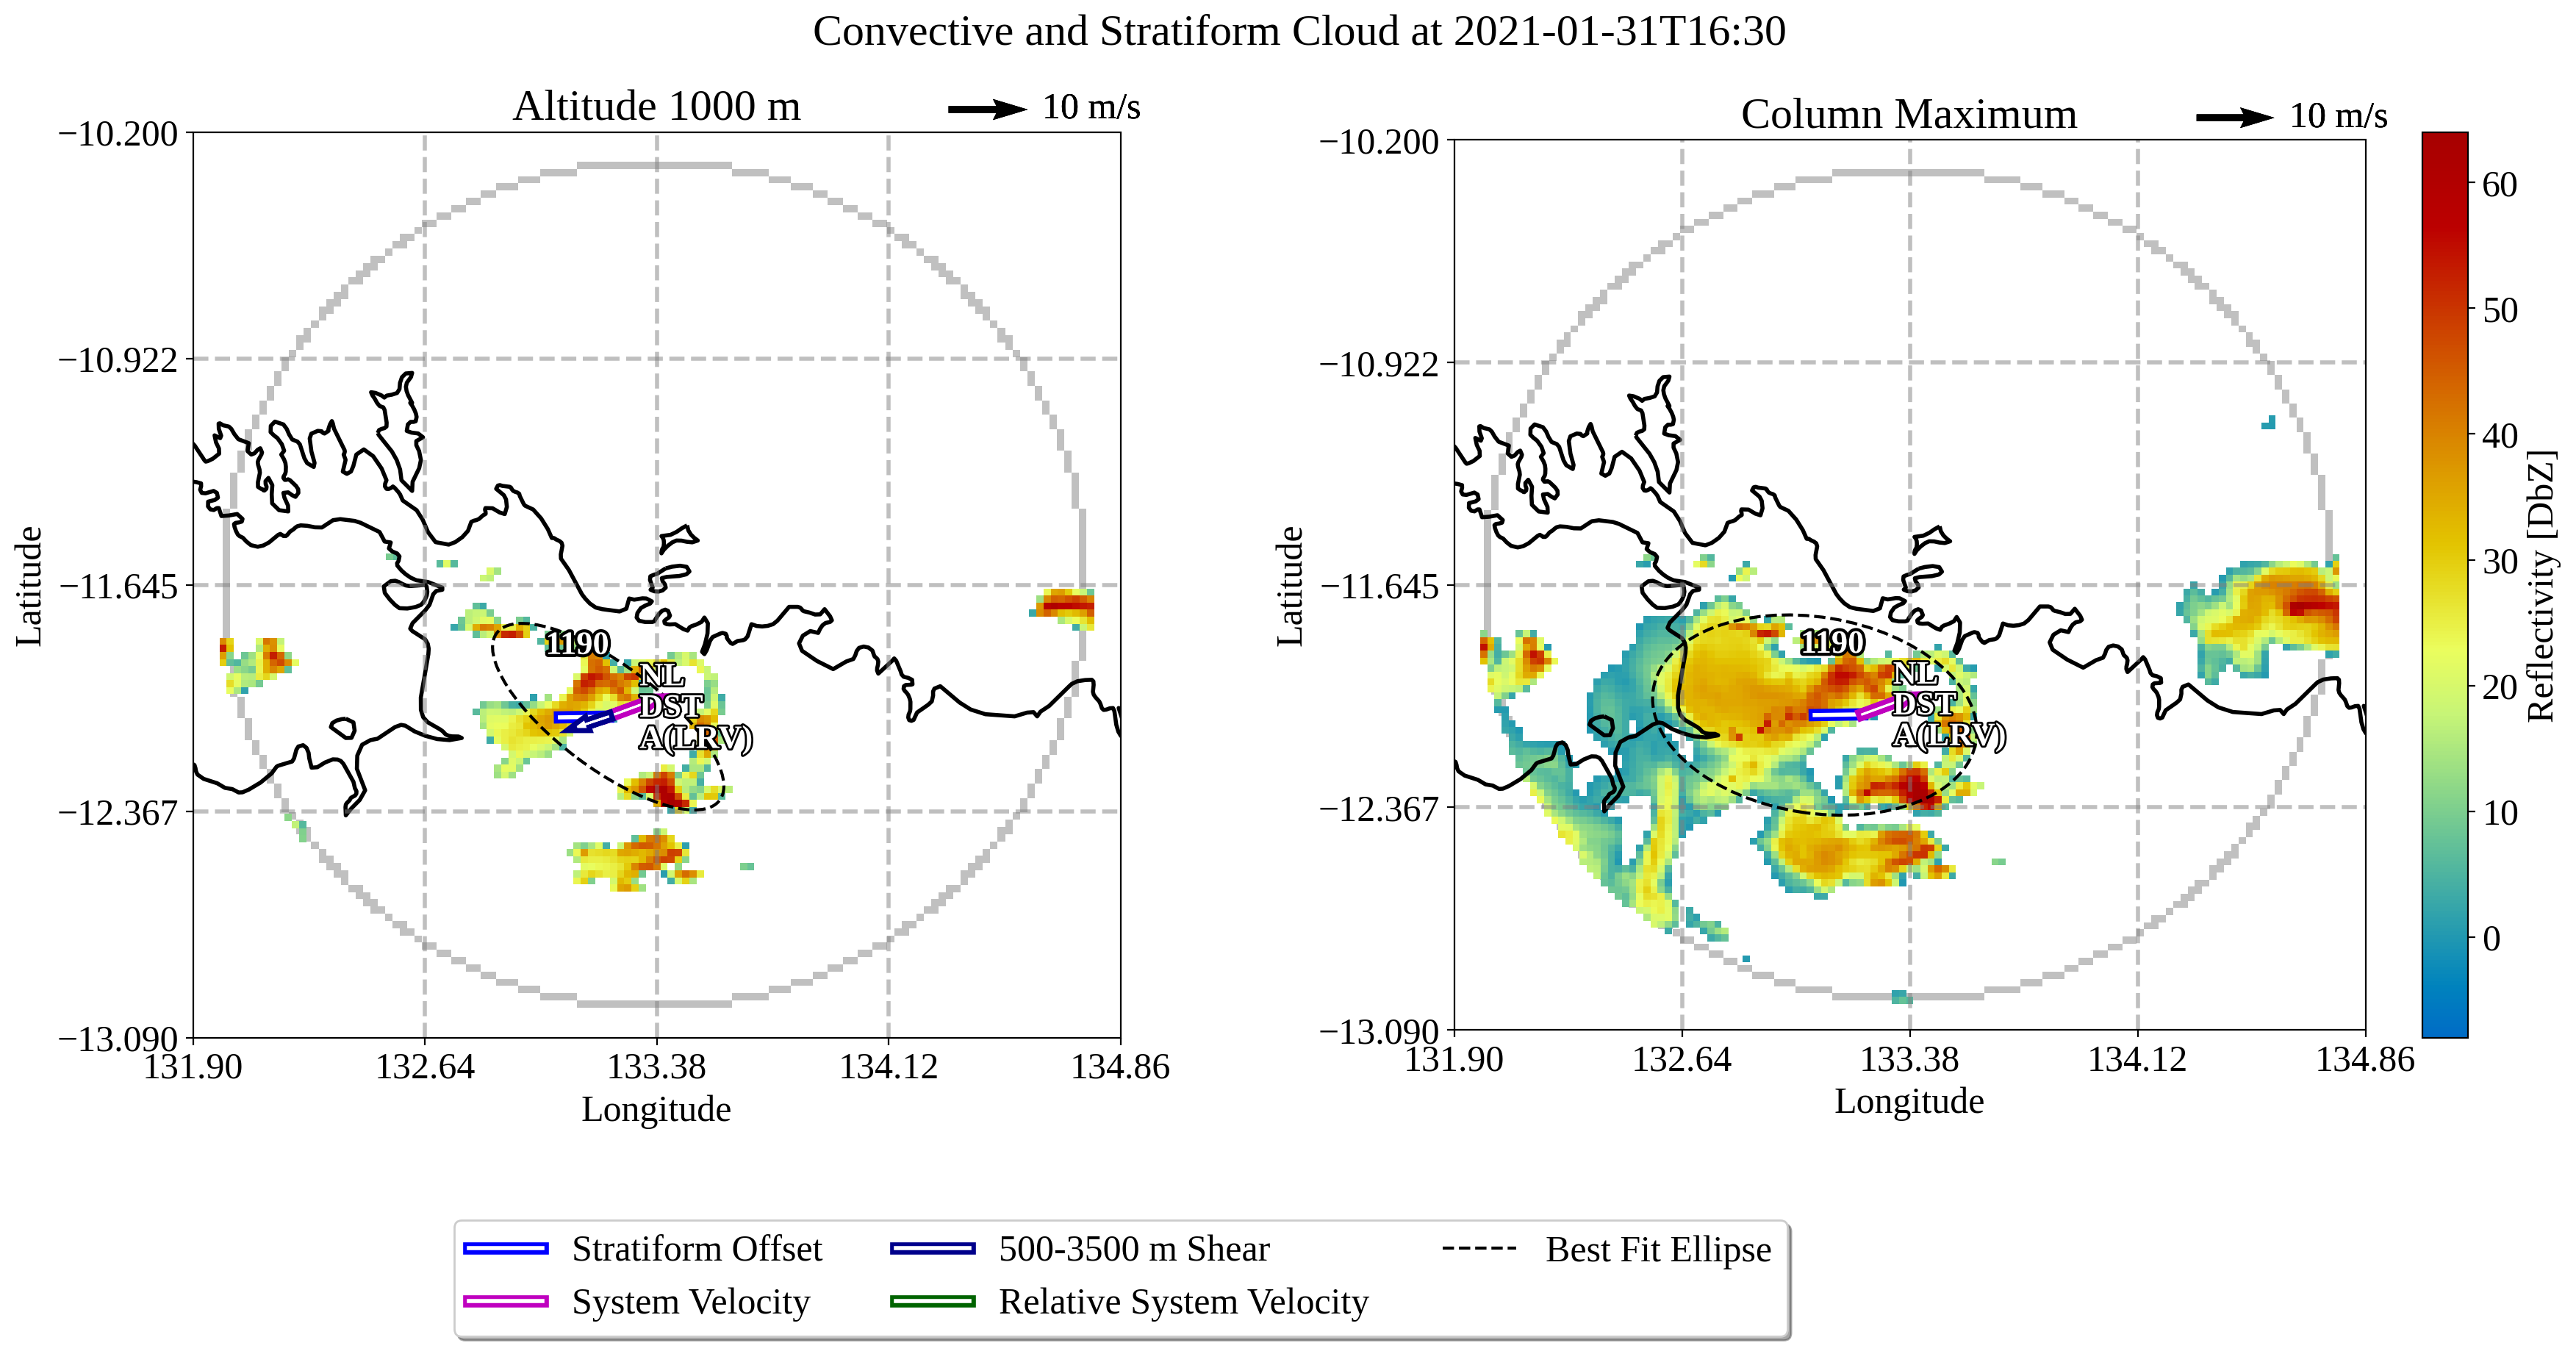 Convective and Stratiform Cloud at 2021-01-31T16:30
Altitude 1000 m
10 m/s
−10.200
−10.922
−11.645
−12.367
−13.090
Latitude
131.90
132.64
133.38
134.12
134.86
Longitude
1190
NL
DST
A(LRV)
Column Maximum
10 m/s
−10.200
−10.922
−11.645
−12.367
−13.090
Latitude
131.90
132.64
133.38
134.12
134.86
Longitude
1190
NL
DST
A(LRV)
60
50
40
30
20
10
0
Reflectivity [DbZ]
Stratiform Offset
System Velocity
500-3500 m Shear
Relative System Velocity
Best Fit Ellipse